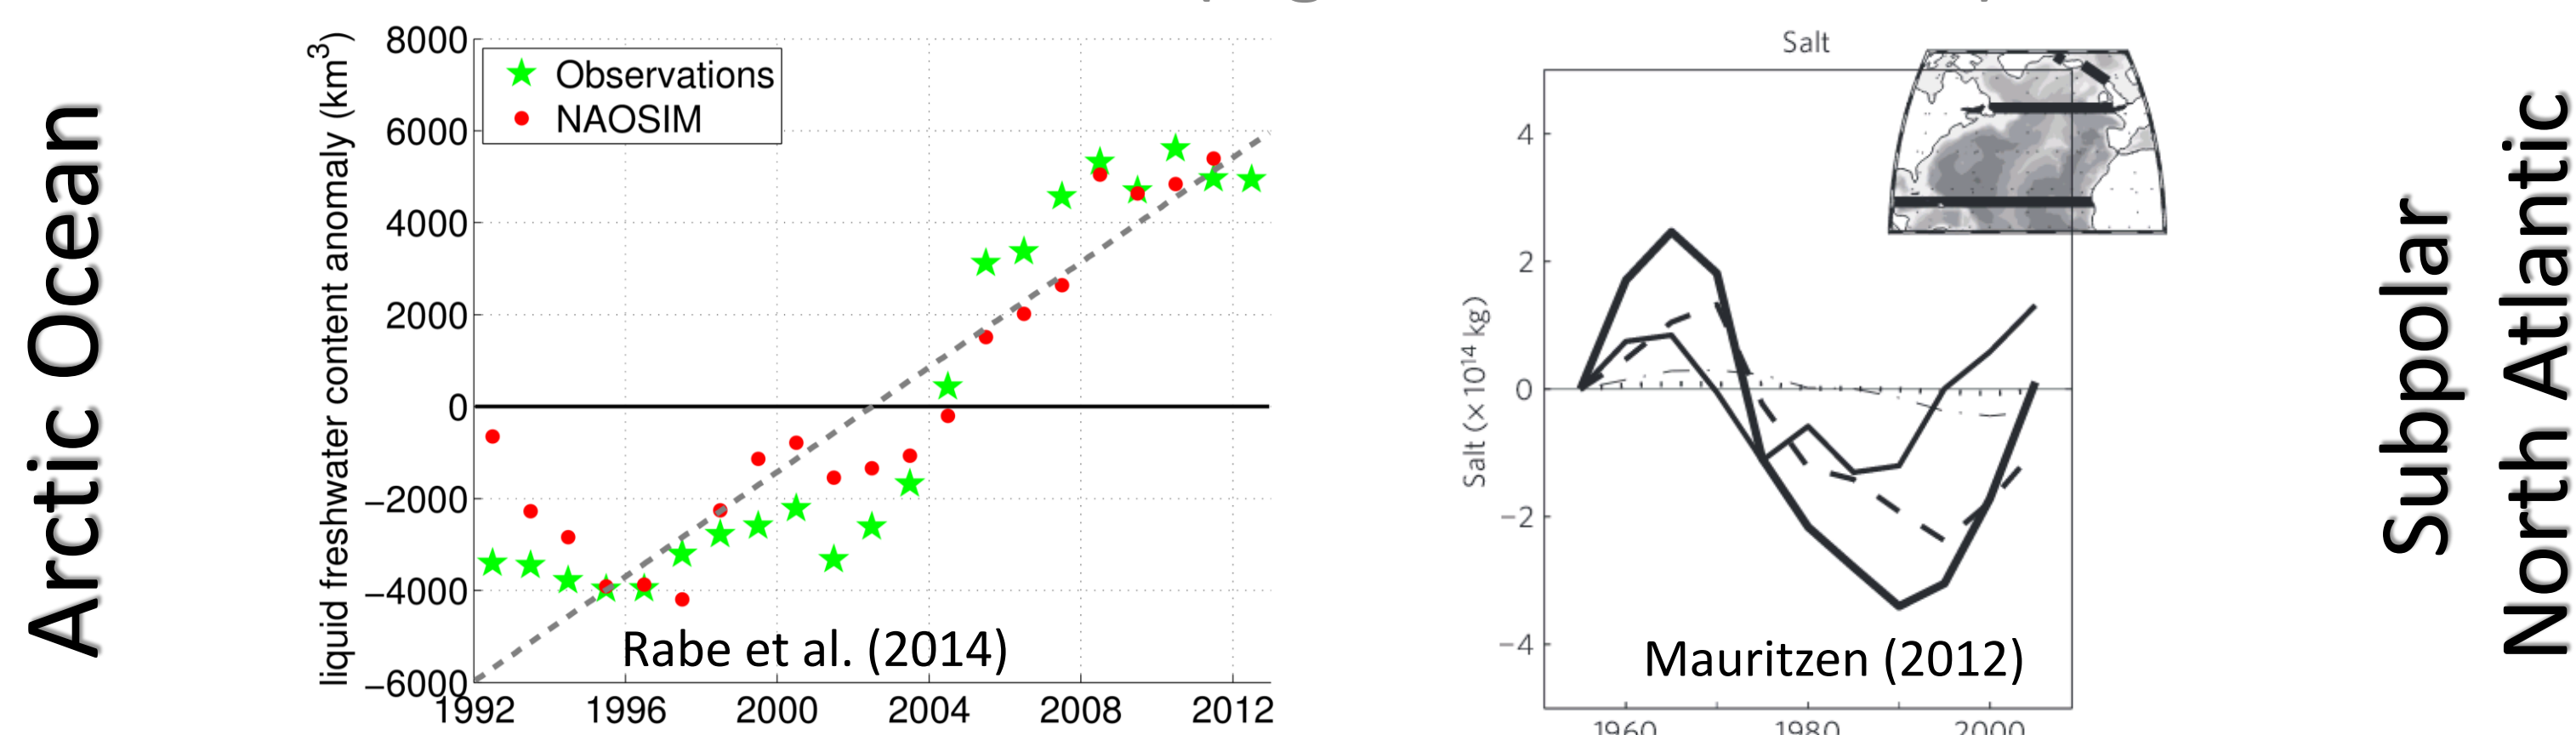 Arctic Ocean
liquid freshwater content anomaly (km³)
8000
6000
4000
2000
0
−2000
−4000
−6000
Observations
NAOSIM
Rabe et al. (2014)
1992 1996 2000 2004 2008 2012
Salt
Salt (× 10¹⁴ kg)
4
2
0
−2
−4
Mauritzen (2012)
1960 1980 2000
Subpolar
North Atlantic